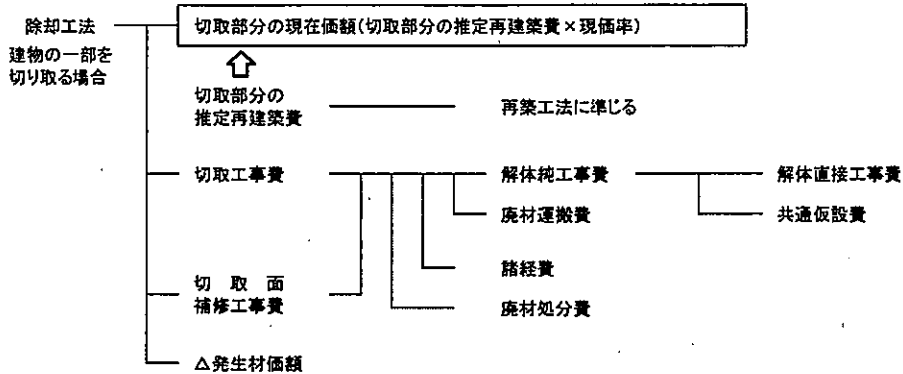 除却工法
建物の一部を
切り取る場合
切取部分の現在価額(切取部分の推定再建築費×現価率)
切取部分の
推定再建築費
再築工法に準じる
切取工事費
解体純工事費
解体直接工事費
廃材運搬費
共通仮設費
諸経費
切取面
補修工事費
廃材処分費
△発生材価額